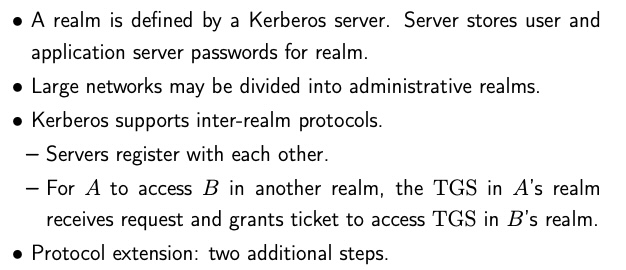 • A realm is defined by a Kerberos server. Server stores user and
application server passwords for realm.
• Large networks may be divided into administrative realms.
• Kerberos supports inter-realm protocols.
– Servers register with each other.
– For A to access B in another realm, the TGS in A's realm
receives request and grants ticket to access TGS in B's realm.
• Protocol extension: two additional steps.